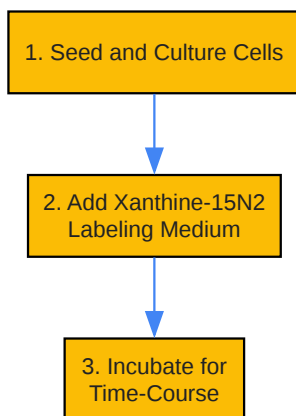 1. Seed and Culture Cells
2. Add Xanthine-15N2
Labeling Medium
3. Incubate for
Time-Course